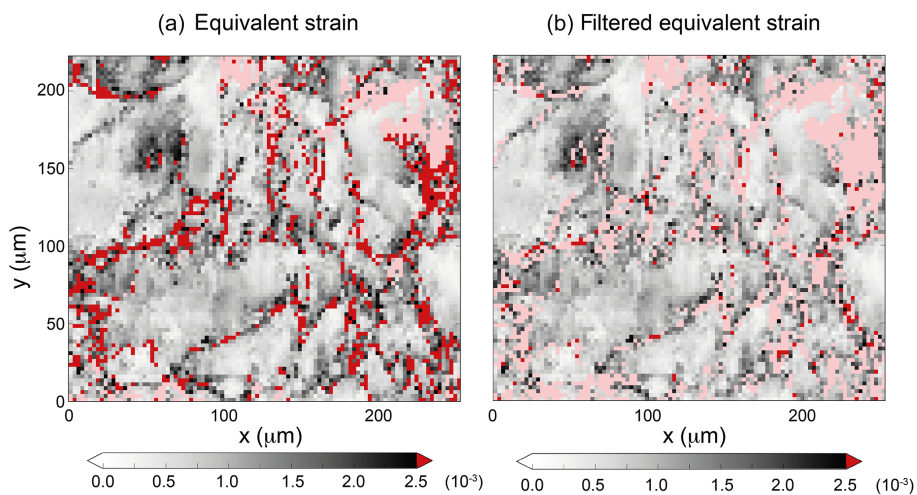 (a) Equivalent strain
(b) Filtered equivalent strain
200
150
100
50
0
y (μm)
0
100
200
x (μm)
0
100
200
x (μm)
0.0 0.5 1.0 1.5 2.0 2.5 (10⁻³)
0.0 0.5 1.0 1.5 2.0 2.5 (10⁻³)